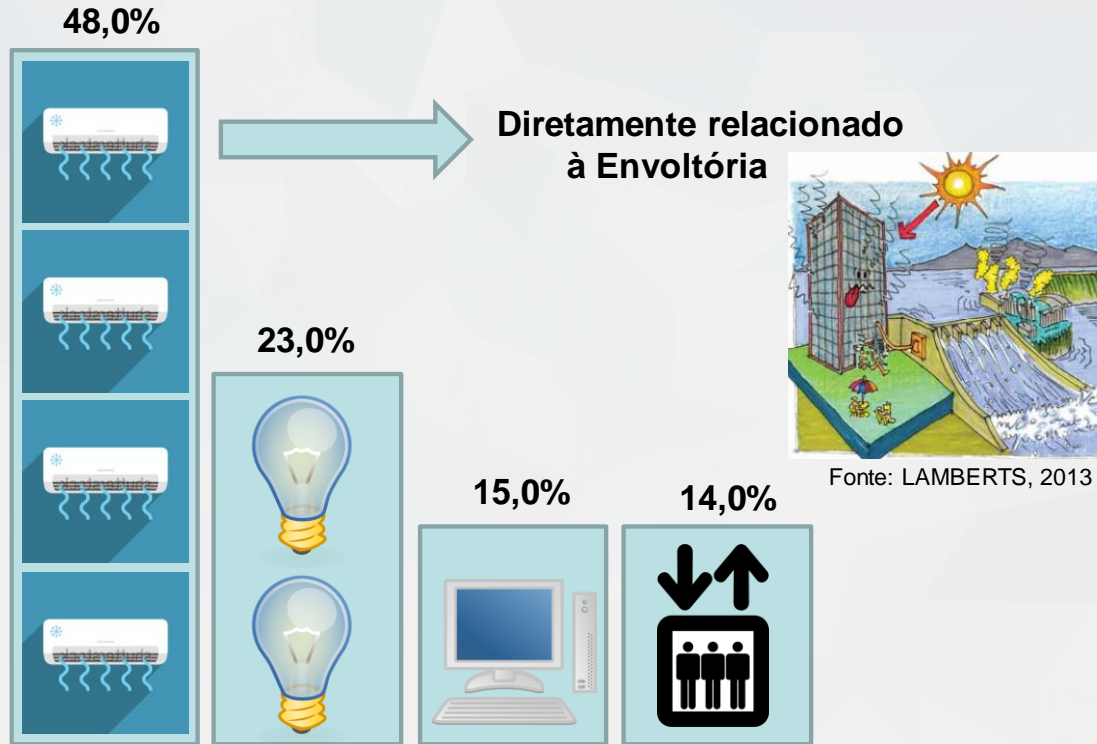 48,0%
Diretamente relacionado
à Envoltória
23,0%
Fonte: LAMBERTS, 2013
15,0%
14,0%